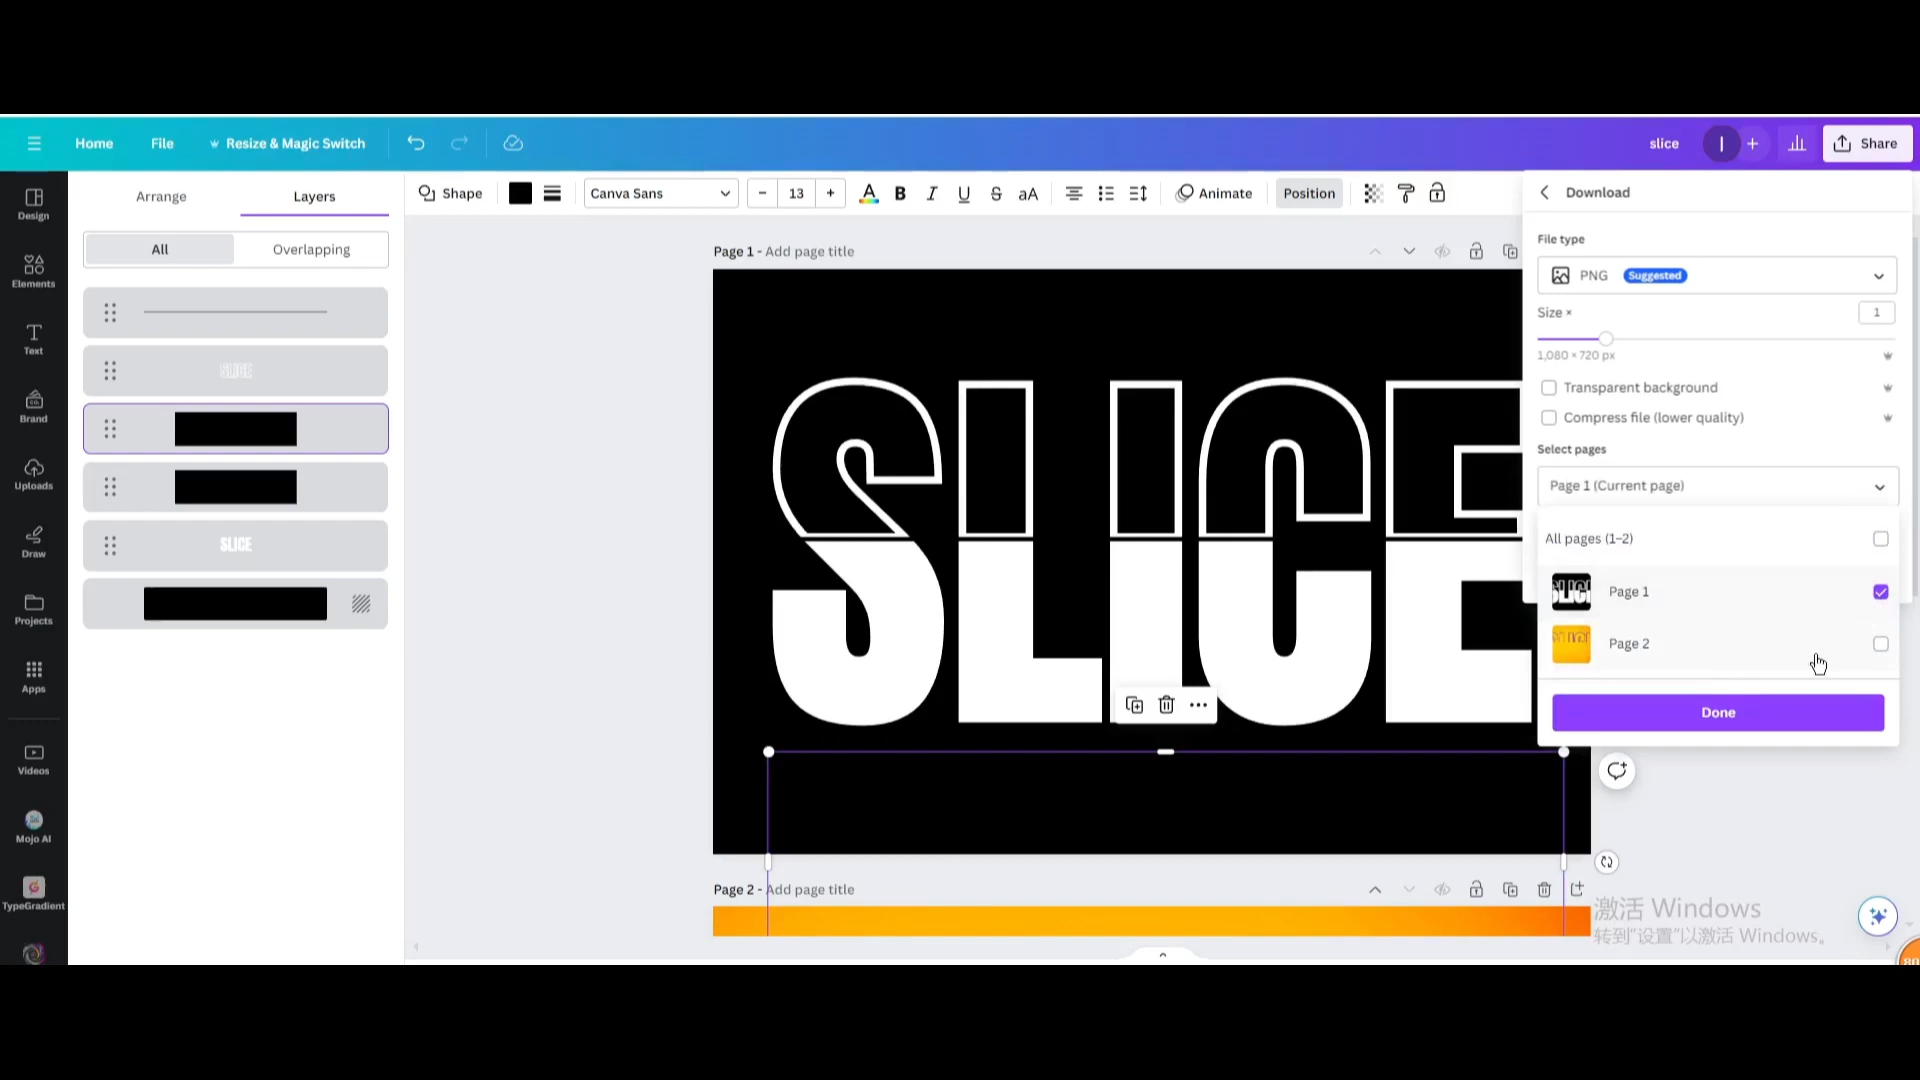 Home File Resize & Magic Switch slice I + Share
Design
Elements
Text
Brand
Uploads
Draw
Projects
Apps
Videos
Mojo AI
TypeGradient
Arrange Layers
All Overlapping
SLICE
SLICE
Shape Canva Sans − 13 + A B I U S aA Animate Position
Page 1 - Add page title
SLICE
Page 2 - Add page title
Download
File type
PNG Suggested
Size × 1
1,080 × 720 px
Transparent background
Compress file (lower quality)
Select pages
Page 1 (Current page)
All pages (1–2)
SLICE Page 1
SLICE Page 2
Done
激活 Windows
转到"设置"以激活 Windows。
80